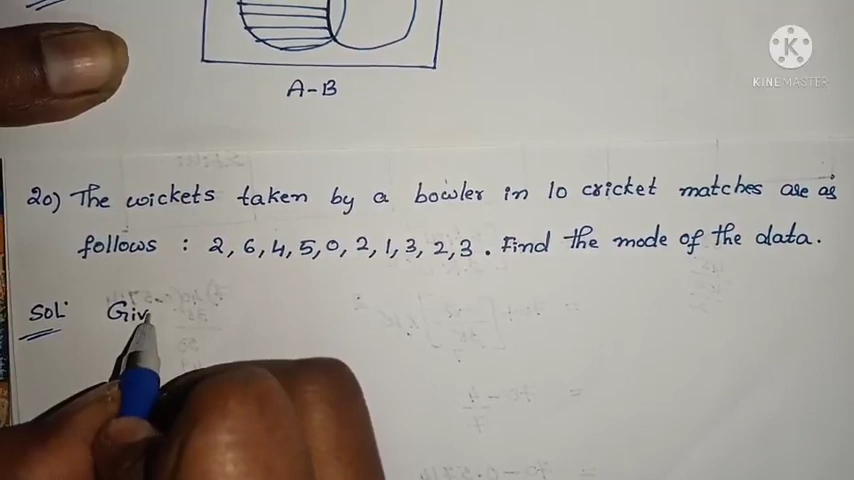 K
KINEMASTER
A-B
20) The wickets taken by a bowler in 10 cricket matches are as
follows : 2, 6, 4, 5, 0, 2, 1, 3, 2, 3 . Find the mode of the data.
SOL: Giv